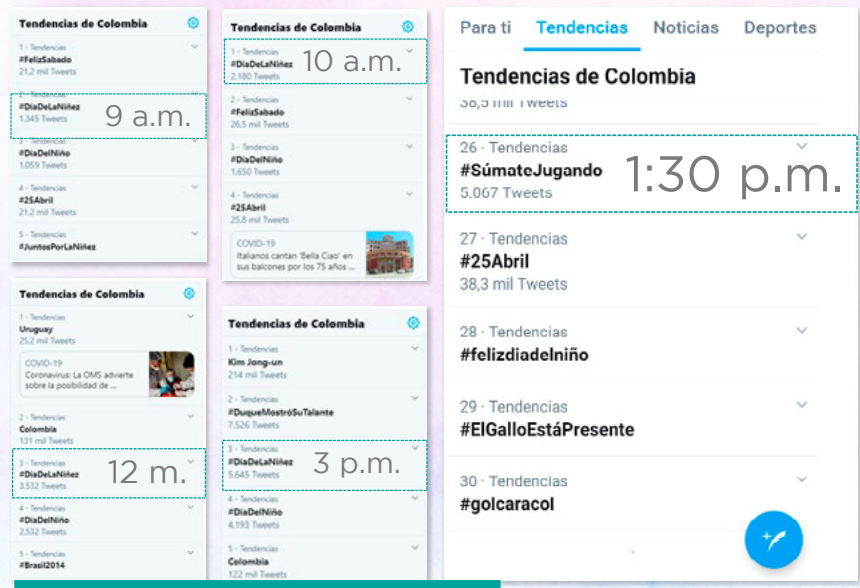 Tendencias de Colombia
1 · Tendencias
#FelizSabado
21,2 mil Tweets
2 · Tendencias
#DiaDeLaNiñez
1.345 Tweets
9 a.m.
3 · Tendencias
#DiaDelNiño
1.059 Tweets
4 · Tendencias
#25Abril
21,2 mil Tweets
5 · Tendencias
#JuntosPorLaNiñez
Tendencias de Colombia
1 · Tendencias
#DiaDeLaNiñez
2.180 Tweets
10 a.m.
2 · Tendencias
#FelizSabado
26,5 mil Tweets
3 · Tendencias
#DiaDelNiño
1.650 Tweets
4 · Tendencias
#25Abril
25,8 mil Tweets
COVID-19
Italianos cantan 'Bella Ciao' en
sus balcones por los 75 años ...
Tendencias de Colombia
1 · Tendencias
Uruguay
25,2 mil Tweets
COVID-19
Coronavirus: La OMS advierte
sobre la posibilidad de ...
2 · Tendencias
Colombia
131 mil Tweets
3 · Tendencias
#DiaDeLaNiñez
3.532 Tweets
12 m.
4 · Tendencias
#DiaDelNiño
2.532 Tweets
5 · Tendencias
#Brasil2014
Tendencias de Colombia
1 · Tendencias
Kim Jong-un
214 mil Tweets
2 · Tendencias
#DuqueMostróSuTalante
7.526 Tweets
3 · Tendencias
#DiaDeLaNiñez
5.645 Tweets
3 p.m.
4 · Tendencias
#DiaDelNiño
4.193 Tweets
5 · Tendencias
Colombia
122 mil Tweets
Para ti Tendencias Noticias Deportes
Tendencias de Colombia
38,5 mil Tweets
26 · Tendencias
#SúmateJugando
5.067 Tweets
1:30 p.m.
27 · Tendencias
#25Abril
38,3 mil Tweets
28 · Tendencias
#felizdiadelniño
29 · Tendencias
#ElGalloEstáPresente
30 · Tendencias
#golcaracol